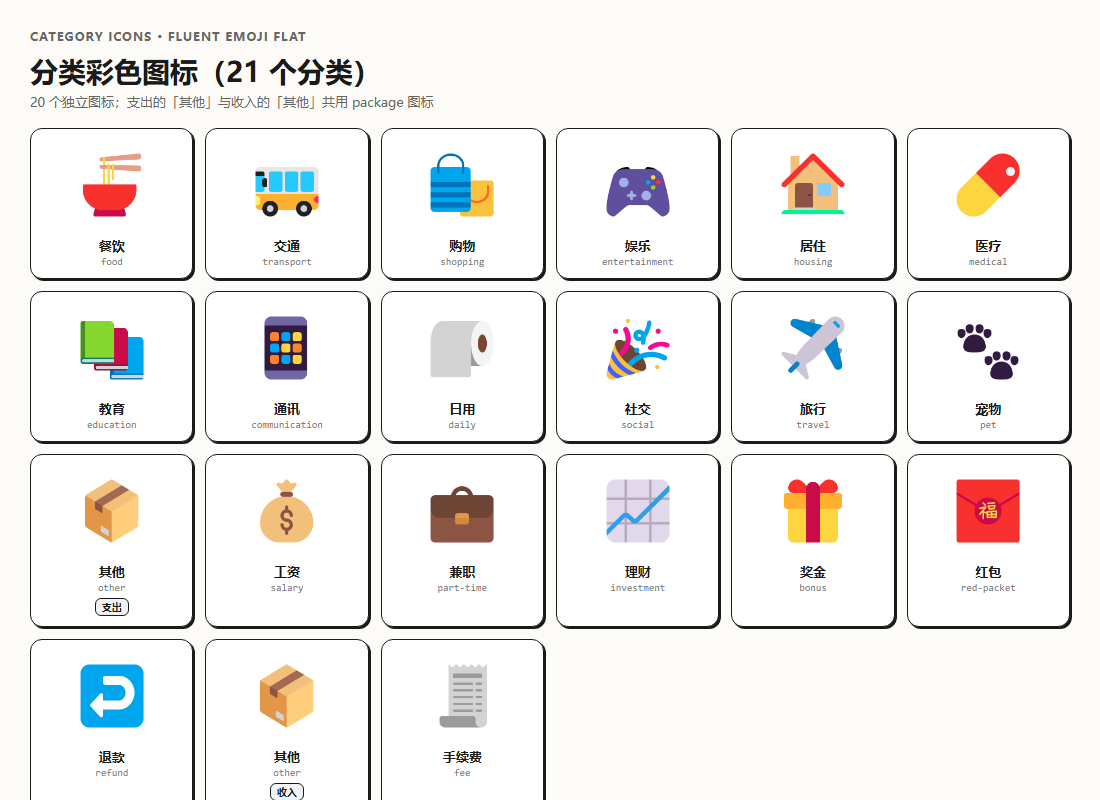 CATEGORY ICONS • FLUENT EMOJI FLAT
分类彩色图标（21 个分类）
20 个独立图标；支出的「其他」与收入的「其他」共用 package 图标
餐饮
food
交通
transport
购物
shopping
娱乐
entertainment
居住
housing
医疗
medical
教育
education
通讯
communication
日用
daily
社交
social
旅行
travel
宠物
pet
其他
other
支出
$
工资
salary
兼职
part-time
理财
investment
奖金
bonus
福
红包
red-packet
退款
refund
其他
other
收入
手续费
fee